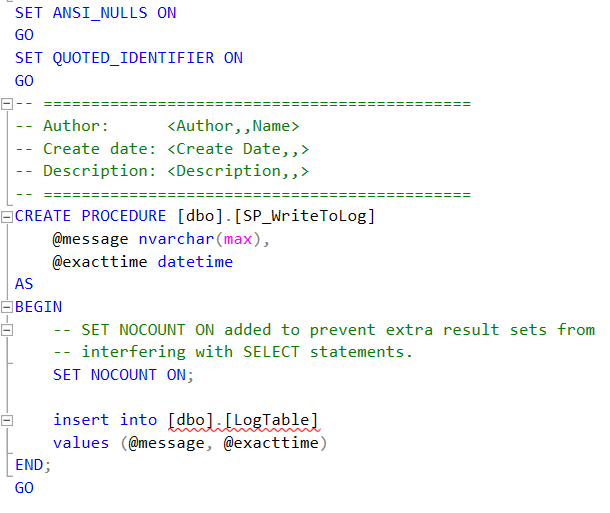 SET ANSI_NULLS ON
GO
SET QUOTED_IDENTIFIER ON
GO
-- =============================================
-- Author:      <Author,,Name>
-- Create date: <Create Date,,>
-- Description: <Description,,>
-- =============================================
CREATE PROCEDURE [dbo].[SP_WriteToLog]
    @message nvarchar(max),
    @exacttime datetime
AS
BEGIN
    -- SET NOCOUNT ON added to prevent extra result sets from
    -- interfering with SELECT statements.
    SET NOCOUNT ON;

    insert into [dbo].[LogTable]
    values (@message, @exacttime)
END;
GO